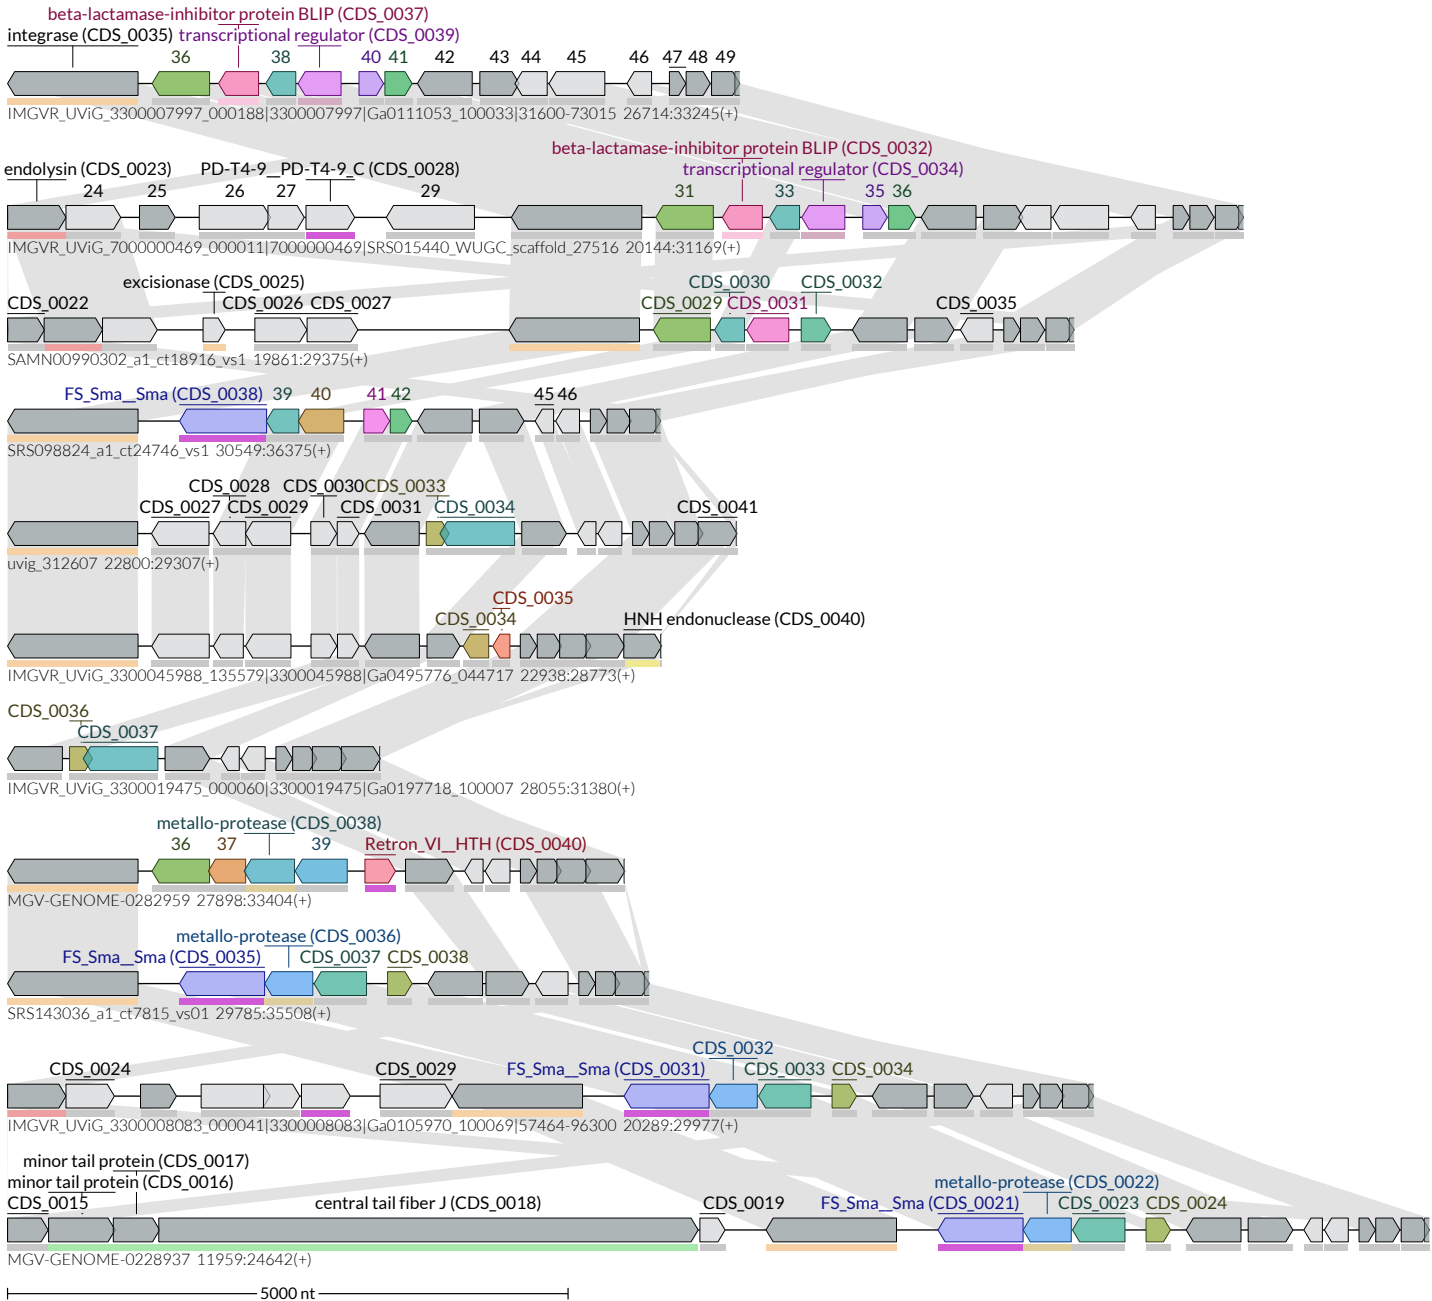 beta-lactamase-inhibitor protein BLIP (CDS_0037)
integrase (CDS_0035) transcriptional regulator (CDS_0039)
36 38 40 41 42 43 44 45 46 47 48 49
IMGVR_UViG_3300007997_000188|3300007997|Ga0111053_100033|31600-73015 26714:33245(+)
beta-lactamase-inhibitor protein BLIP (CDS_0032)
endolysin (CDS_0023) PD-T4-9__PD-T4-9_C (CDS_0028) transcriptional regulator (CDS_0034)
24 25 26 27 29 31 33 35 36
IMGVR_UViG_7000000469_000011|7000000469|SRS015440_WUGC_scaffold_27516 20144:31169(+)
excisionase (CDS_0025) CDS_0030 CDS_0032
CDS_0022 CDS_0026 CDS_0027 CDS_0029 CDS_0031 CDS_0035
SAMN00990302_a1_ct18916_vs1 19861:29375(+)
FS_Sma__Sma (CDS_0038) 39 40 41 42 45 46
SRS098824_a1_ct24746_vs1 30549:36375(+)
CDS_0028 CDS_0030 CDS_0033
CDS_0027 CDS_0029 CDS_0031 CDS_0034 CDS_0041
uvig_312607 22800:29307(+)
CDS_0035
CDS_0034 HNH endonuclease (CDS_0040)
IMGVR_UViG_3300045988_135579|3300045988|Ga0495776_044717 22938:28773(+)
CDS_0036
CDS_0037
IMGVR_UViG_3300019475_000060|3300019475|Ga0197718_100007 28055:31380(+)
metallo-protease (CDS_0038)
36 37 39 Retron_VI__HTH (CDS_0040)
MGV-GENOME-0282959 27898:33404(+)
metallo-protease (CDS_0036)
FS_Sma__Sma (CDS_0035) CDS_0037 CDS_0038
SRS143036_a1_ct7815_vs01 29785:35508(+)
CDS_0032
CDS_0024 CDS_0029 FS_Sma__Sma (CDS_0031) CDS_0033 CDS_0034
IMGVR_UViG_3300008083_000041|3300008083|Ga0105970_100069|57464-96300 20289:29977(+)
minor tail protein (CDS_0017)
minor tail protein (CDS_0016) metallo-protease (CDS_0022)
CDS_0015 central tail fiber J (CDS_0018) CDS_0019 FS_Sma__Sma (CDS_0021) CDS_0023 CDS_0024
MGV-GENOME-0228937 11959:24642(+)
5000 nt